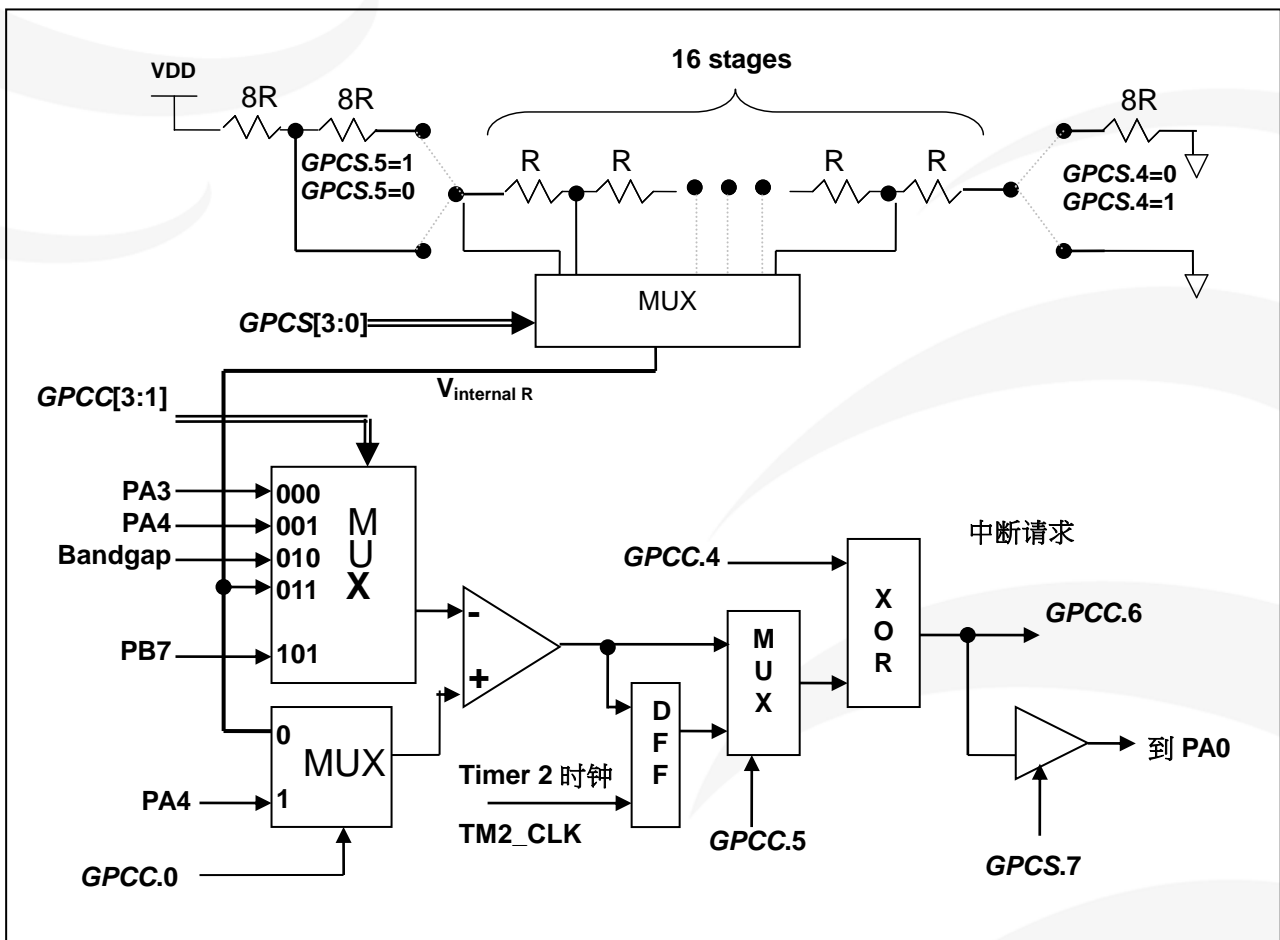 16 stages
VDD
8R
8R
8R
GPCS.5=1
GPCS.5=0
R
R
R
R
GPCS.4=0
GPCS.4=1
MUX
GPCS[3:0]
Vinternal R
GPCC[3:1]
PA3
000
PA4
001
Bandgap
010
011
PB7
101
M
U
X
-
+
0
1
MUX
PA4
GPCC.0
D
F
F
Timer 2 时钟
TM2_CLK
M
U
X
GPCC.5
GPCC.4
X
O
R
中断请求
GPCC.6
到 PA0
GPCS.7